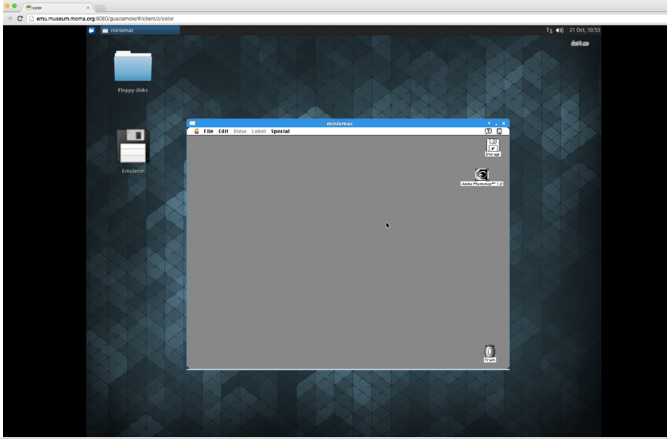 color
emu.museum.moma.org:8080/guacamole/#/client/c/color
minivmac
21 Oct, 10:53
Floppy disks
Emulator
minivmac
File Edit View Label Special
Adobe Photoshop™ 1.0
Trash